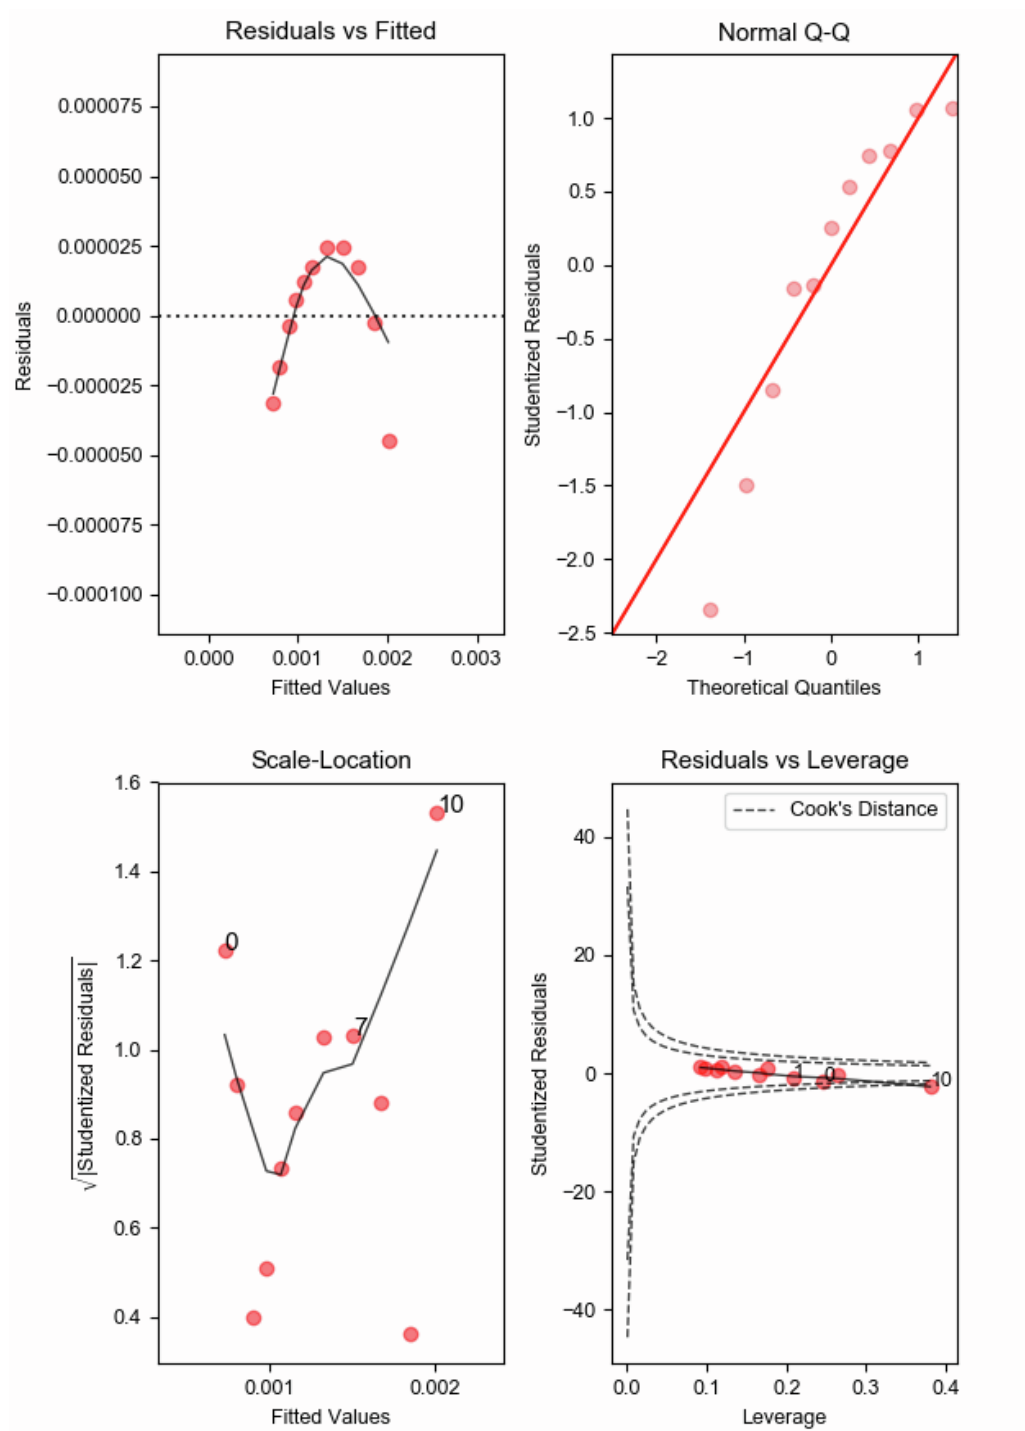 Residuals vs Fitted
0.000075
0.000050
0.000025
0.000000
−0.000025
−0.000050
−0.000075
−0.000100
Residuals
0.000 0.001 0.002 0.003
Fitted Values
Normal Q-Q
1.0
0.5
0.0
−0.5
−1.0
−1.5
−2.0
−2.5
Studentized Residuals
−2 −1 0 1
Theoretical Quantiles
Scale-Location
1.6
1.4
1.2
1.0
0.8
0.6
0.4
√|Studentized Residuals|
10
0
7
0.001 0.002
Fitted Values
Residuals vs Leverage
Cook's Distance
40
20
0
−20
−40
Studentized Residuals
1 0 10
0.0 0.1 0.2 0.3 0.4
Leverage